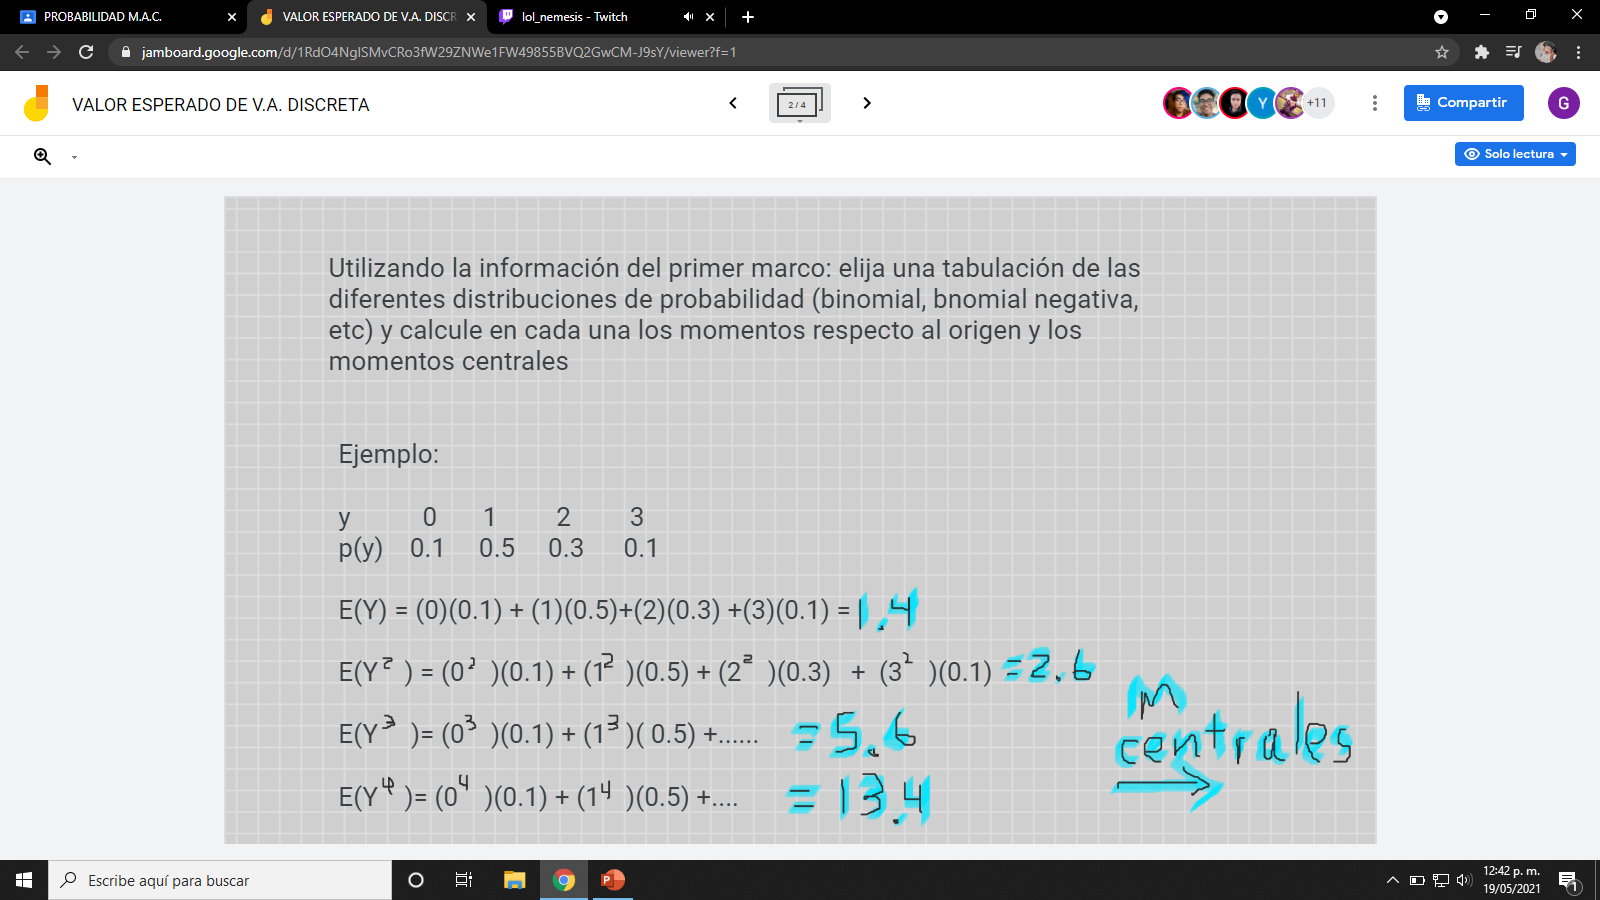 PROBABILIDAD M.A.C.
VALOR ESPERADO DE V.A. DISCR
lol_nemesis - Twitch
jamboard.google.com/d/1RdO4NgISMvCRo3fW29ZNWe1FW49855BVQ2GwCM-J9sY/viewer?f=1
VALOR ESPERADO DE V.A. DISCRETA
2 / 4
Y
+11
Compartir
G
Solo lectura
Utilizando la información del primer marco: elija una tabulación de las
diferentes distribuciones de probabilidad (binomial, bnomial negativa,
etc) y calcule en cada una los momentos respecto al origen y los
momentos centrales
Ejemplo:
y 0 1 2 3
p(y) 0.1 0.5 0.3 0.1
E(Y) = (0)(0.1) + (1)(0.5)+(2)(0.3) +(3)(0.1) = 1.4
E(Y² ) = (0² )(0.1) + (1² )(0.5) + (2² )(0.3) + (3² )(0.1) = 2.6
E(Y³ )= (0³ )(0.1) + (1³ )( 0.5) +...... = 5.6
E(Y⁴ )= (0⁴ )(0.1) + (1⁴ )(0.5) +.... = 13.4
M
centrales
Escribe aquí para buscar
12:42 p. m.
19/05/2021
1